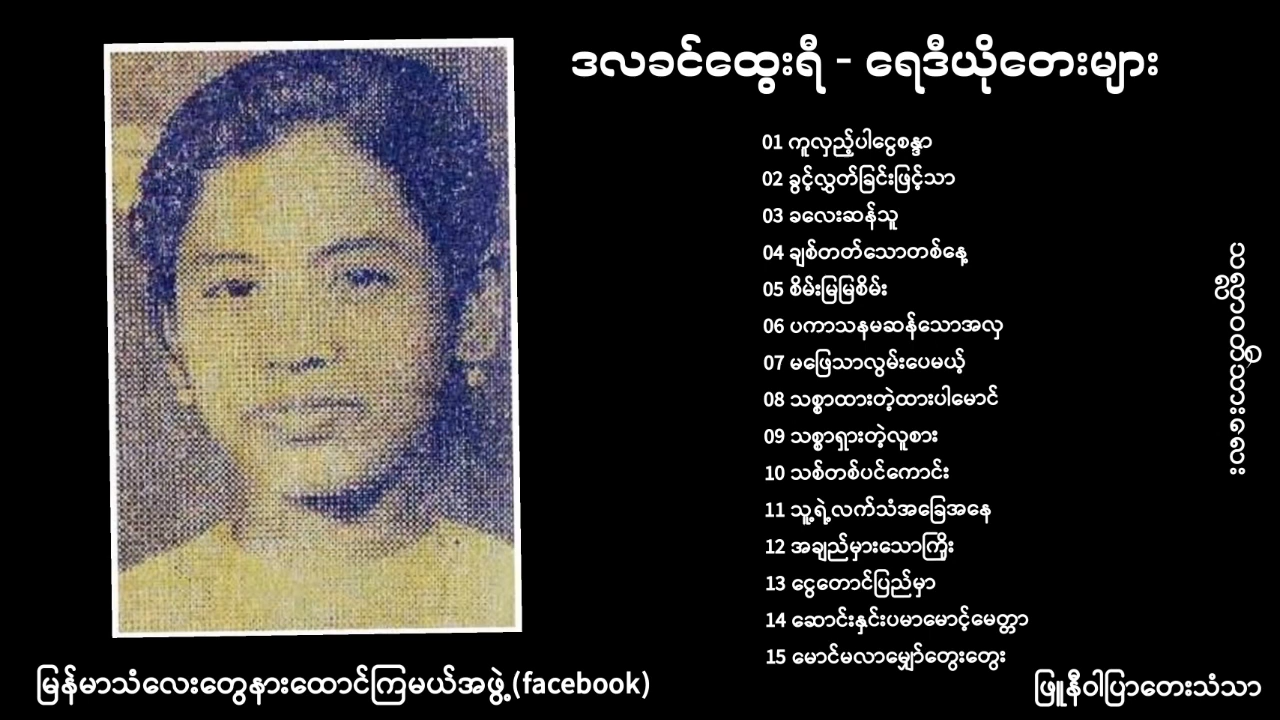 ဒလခင်ထွေးရီ - ရေဒီယိုတေးများ
01 ကူလှည့်ပါငွေစန္ဒာ
02 ခွင့်လွှတ်ခြင်းဖြင့်သာ
03 ခလေးဆန်သူ
04 ချစ်တတ်သောတစ်နေ့
05 စိမ်းမြမြစိမ်း
06 ပကာသနမဆန်သောအလှ
07 မဖြေသာလွမ်းပေမယ့်
08 သစ္စာထားတဲ့ထားပါမောင်
09 သစ္စာရှားတဲ့လူစား
10 သစ်တစ်ပင်ကောင်း
11 သူ့ရဲ့လက်သံအခြေအနေ
12 အချည်မှားသောကြိုး
13 ငွေတောင်ပြည်မှာ
14 ဆောင်းနှင်းပမာမောင့်မေတ္တာ
15 မောင်မလာမျှော်တွေးတွေး
မြန်မာသံလေးတွေနားထောင်ကြမယ်အဖွဲ့(facebook)
ဖြူနီဝါပြာတေးသံသာ